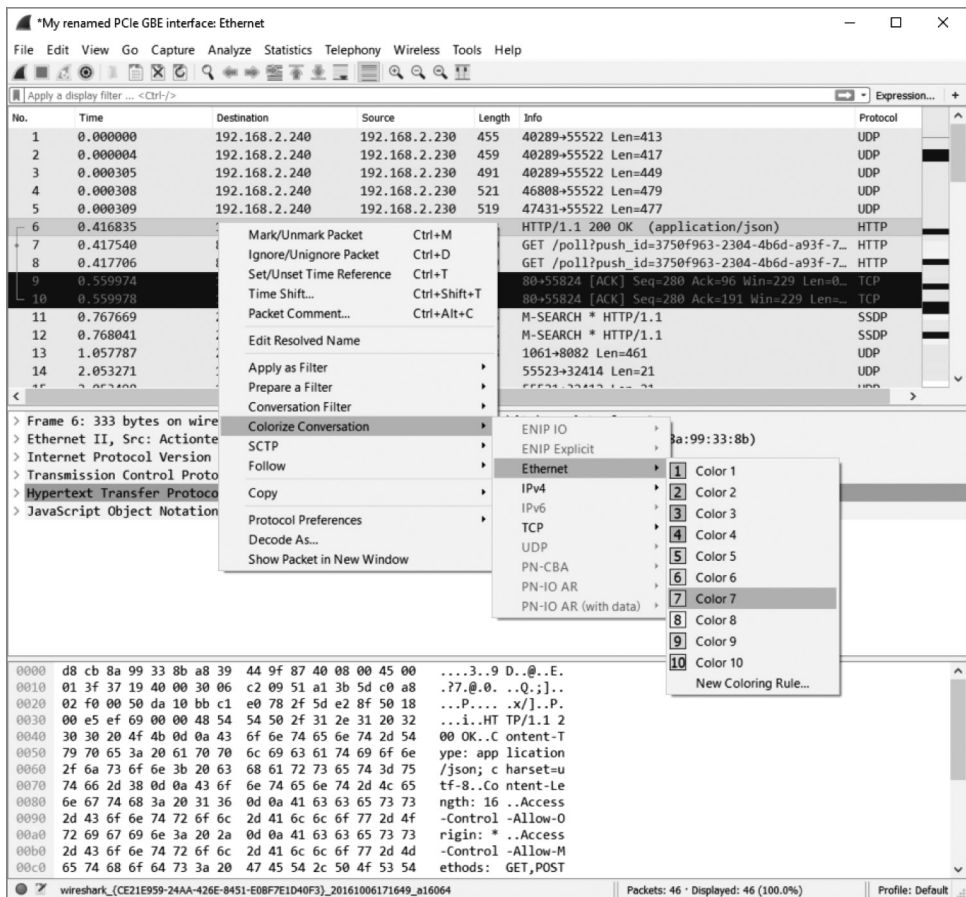 *My renamed PCIe GBE interface: Ethernet
File Edit View Go Capture Analyze Statistics Telephony Wireless Tools Help
Apply a display filter ... <Ctrl-/> Expression... +
No. Time Destination Source Length Info Protocol
1 0.000000 192.168.2.240 192.168.2.230 455 40289→55522 Len=413 UDP
2 0.000004 192.168.2.240 192.168.2.230 459 40289→55522 Len=417 UDP
3 0.000305 192.168.2.240 192.168.2.230 491 40289→55522 Len=449 UDP
4 0.000308 192.168.2.240 192.168.2.230 521 46808→55522 Len=479 UDP
5 0.000309 192.168.2.240 192.168.2.230 519 47431→55522 Len=477 UDP
6 0.416835 HTTP/1.1 200 OK (application/json) HTTP
7 0.417540 GET /poll?push_id=3750f963-2304-4b6d-a93f-7… HTTP
8 0.417706 GET /poll?push_id=3750f963-2304-4b6d-a93f-7… HTTP
9 0.559974 80→55824 [ACK] Seq=280 Ack=96 Win=229 Len=0… TCP
10 0.559978 80→55824 [ACK] Seq=280 Ack=191 Win=229 Len=… TCP
11 0.767669 M-SEARCH * HTTP/1.1 SSDP
12 0.768041 M-SEARCH * HTTP/1.1 SSDP
13 1.057787 1061→8082 Len=461 UDP
14 2.053271 55523→32414 Len=21 UDP
Mark/Unmark Packet Ctrl+M
Ignore/Unignore Packet Ctrl+D
Set/Unset Time Reference Ctrl+T
Time Shift... Ctrl+Shift+T
Packet Comment... Ctrl+Alt+C
Edit Resolved Name
Apply as Filter
Prepare a Filter
Conversation Filter
Colorize Conversation
SCTP
Follow
Copy
Protocol Preferences
Decode As...
Show Packet in New Window
ENIP IO
ENIP Explicit
Ethernet
IPv4
IPv6
TCP
UDP
PN-CBA
PN-IO AR
PN-IO AR (with data)
1 Color 1
2 Color 2
3 Color 3
4 Color 4
5 Color 5
6 Color 6
7 Color 7
8 Color 8
9 Color 9
10 Color 10
New Coloring Rule...
> Frame 6: 333 bytes on wire
> Ethernet II, Src: Actionte 3a:99:33:8b)
> Internet Protocol Version
> Transmission Control Proto
> Hypertext Transfer Protoco
> JavaScript Object Notation
0000 d8 cb 8a 99 33 8b a8 39 44 9f 87 40 08 00 45 00 ....3..9 D..@..E.
0010 01 3f 37 19 40 00 30 06 c2 09 51 a1 3b 5d c0 a8 .?7.@.0. ..Q.;]..
0020 02 f0 00 50 da 10 bb c1 e0 78 2f 5d e2 8f 50 18 ...P.... .x/]..P.
0030 00 e5 ef 69 00 00 48 54 54 50 2f 31 2e 31 20 32 ...i..HT TP/1.1 2
0040 30 30 20 4f 4b 0d 0a 43 6f 6e 74 65 6e 74 2d 54 00 OK..C ontent-T
0050 79 70 65 3a 20 61 70 70 6c 69 63 61 74 69 6f 6e ype: app lication
0060 2f 6a 73 6f 6e 3b 20 63 68 61 72 73 65 74 3d 75 /json; c harset=u
0070 74 66 2d 38 0d 0a 43 6f 6e 74 65 6e 74 2d 4c 65 tf-8..Co ntent-Le
0080 6e 67 74 68 3a 20 31 36 0d 0a 41 63 63 65 73 73 ngth: 16 ..Access
0090 2d 43 6f 6e 74 72 6f 6c 2d 41 6c 6c 6f 77 2d 4f -Control -Allow-O
00a0 72 69 67 69 6e 3a 20 2a 0d 0a 41 63 63 65 73 73 rigin: * ..Access
00b0 2d 43 6f 6e 74 72 6f 6c 2d 41 6c 6c 6f 77 2d 4d -Control -Allow-M
00c0 65 74 68 6f 64 73 3a 20 47 45 54 2c 50 4f 53 54 ethods: GET,POST
wireshark_{CE21E959-24AA-426E-8451-E0BF7E1D40F3}_20161006171649_a16064 Packets: 46 · Displayed: 46 (100.0%) Profile: Default